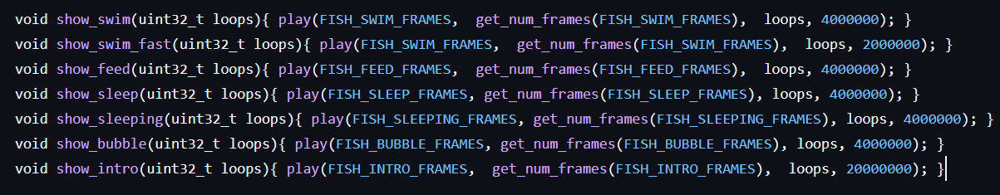 void show_swim(uint32_t loops){ play(FISH_SWIM_FRAMES,  get_num_frames(FISH_SWIM_FRAMES),  loops, 4000000); }
void show_swim_fast(uint32_t loops){ play(FISH_SWIM_FRAMES,  get_num_frames(FISH_SWIM_FRAMES),  loops, 2000000); }
void show_feed(uint32_t loops){ play(FISH_FEED_FRAMES,  get_num_frames(FISH_FEED_FRAMES),  loops, 4000000); }
void show_sleep(uint32_t loops){ play(FISH_SLEEP_FRAMES, get_num_frames(FISH_SLEEP_FRAMES), loops, 4000000); }
void show_sleeping(uint32_t loops){ play(FISH_SLEEPING_FRAMES, get_num_frames(FISH_SLEEPING_FRAMES), loops, 4000000); }
void show_bubble(uint32_t loops){ play(FISH_BUBBLE_FRAMES, get_num_frames(FISH_BUBBLE_FRAMES), loops, 4000000); }
void show_intro(uint32_t loops){ play(FISH_INTRO_FRAMES,  get_num_frames(FISH_INTRO_FRAMES),  loops, 20000000); }